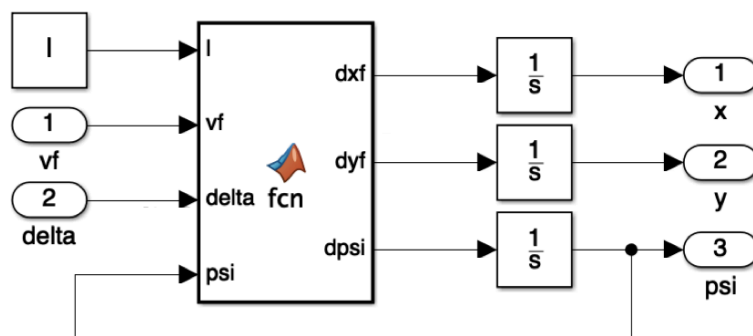 l
l
dxf
1
s
1
x
1
vf
vf
dyf
1
s
2
y
2
delta
delta
fcn
dpsi
1
s
3
psi
psi